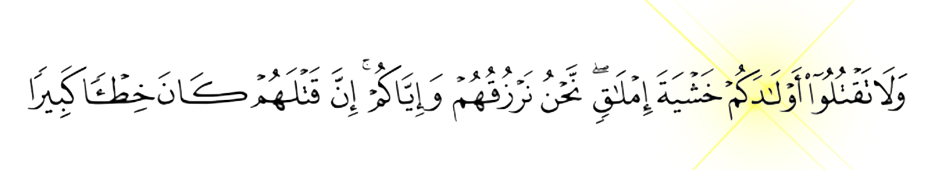 وَلَا تَقۡتُلُوٓاْ أَوۡلَٰدَكُمۡ خَشۡيَةَ إِمۡلَٰقٖۖ نَّحۡنُ نَرۡزُقُهُمۡ وَإِيَّاكُمۡۚ إِنَّ قَتۡلَهُمۡ كَانَ خِطۡـٔٗا كَبِيرٗا